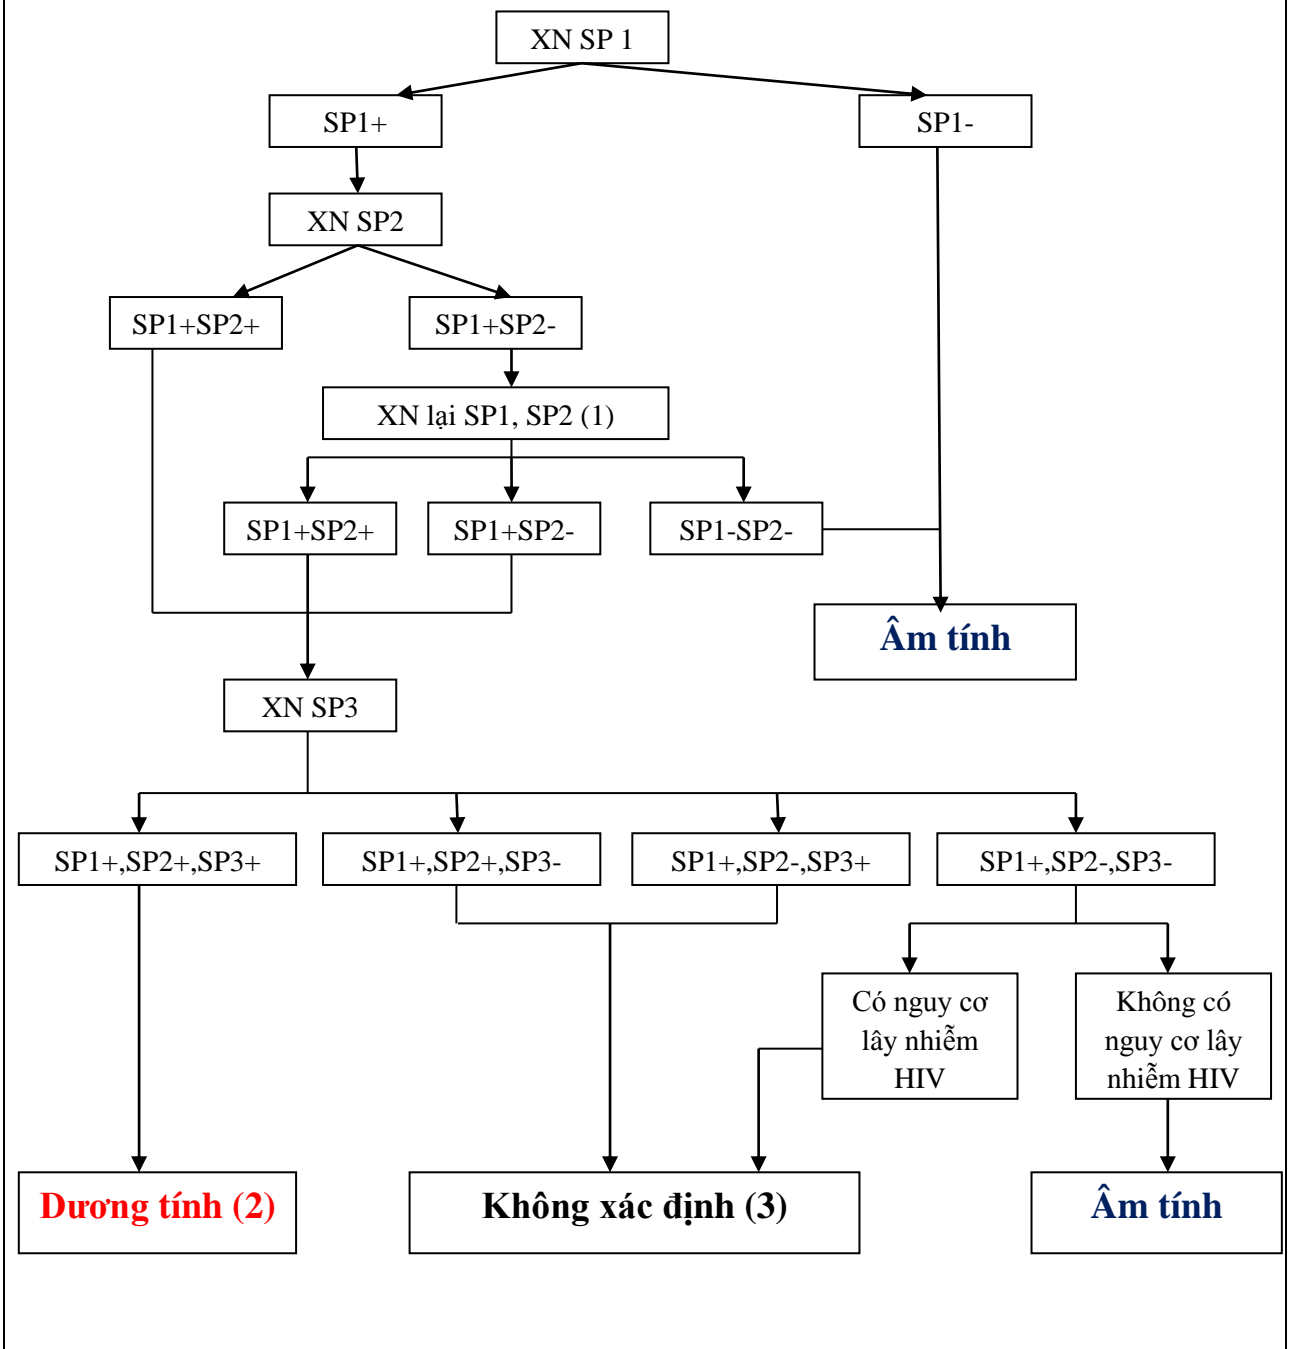 XN SP 1
SP1+
SP1-
XN SP2
SP1+SP2+
SP1+SP2-
XN lại SP1, SP2 (1)
SP1+SP2+
SP1+SP2-
SP1-SP2-
Âm tính
XN SP3
SP1+,SP2+,SP3+
SP1+,SP2+,SP3-
SP1+,SP2-,SP3+
SP1+,SP2-,SP3-
Có nguy cơ
lây nhiễm
HIV
Không có
nguy cơ lây
nhiễm HIV
Dương tính (2)
Không xác định (3)
Âm tính